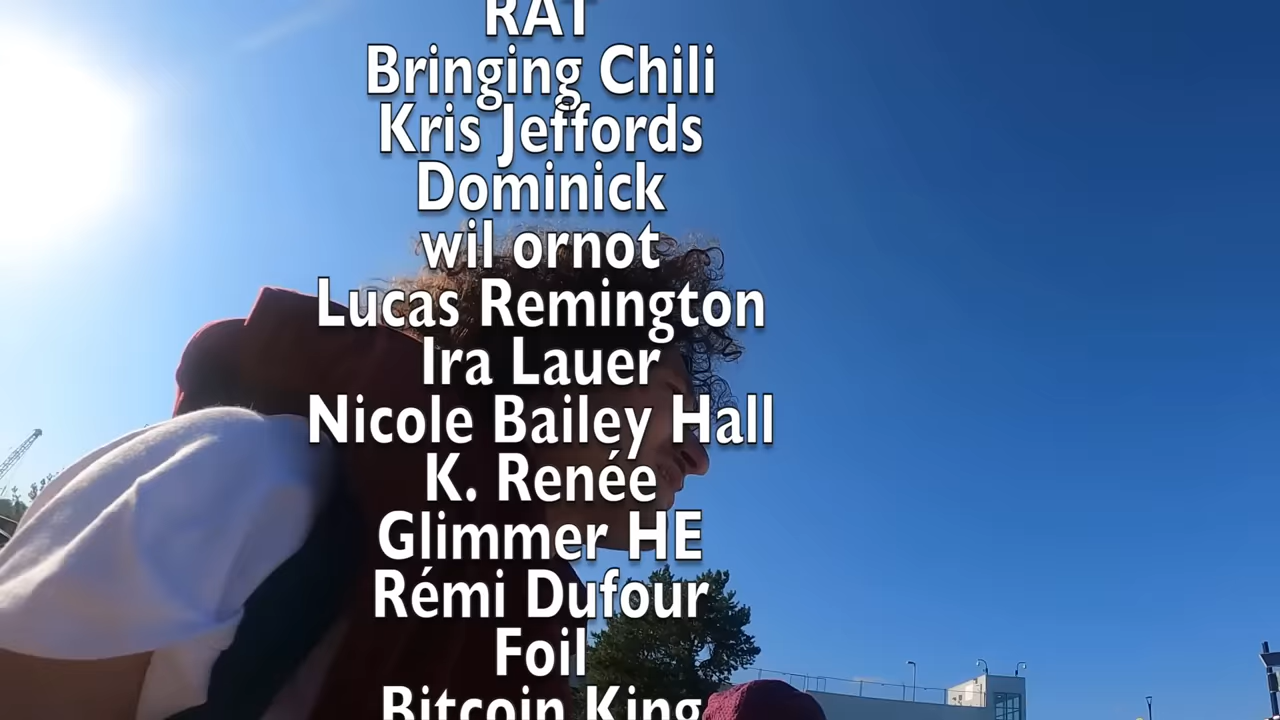 RAT
Bringing Chili
Kris Jeffords
Dominick
wil ornot
Lucas Remington
Ira Lauer
Nicole Bailey Hall
K. Renée
Glimmer HE
Rémi Dufour
Foil
Bitcoin King